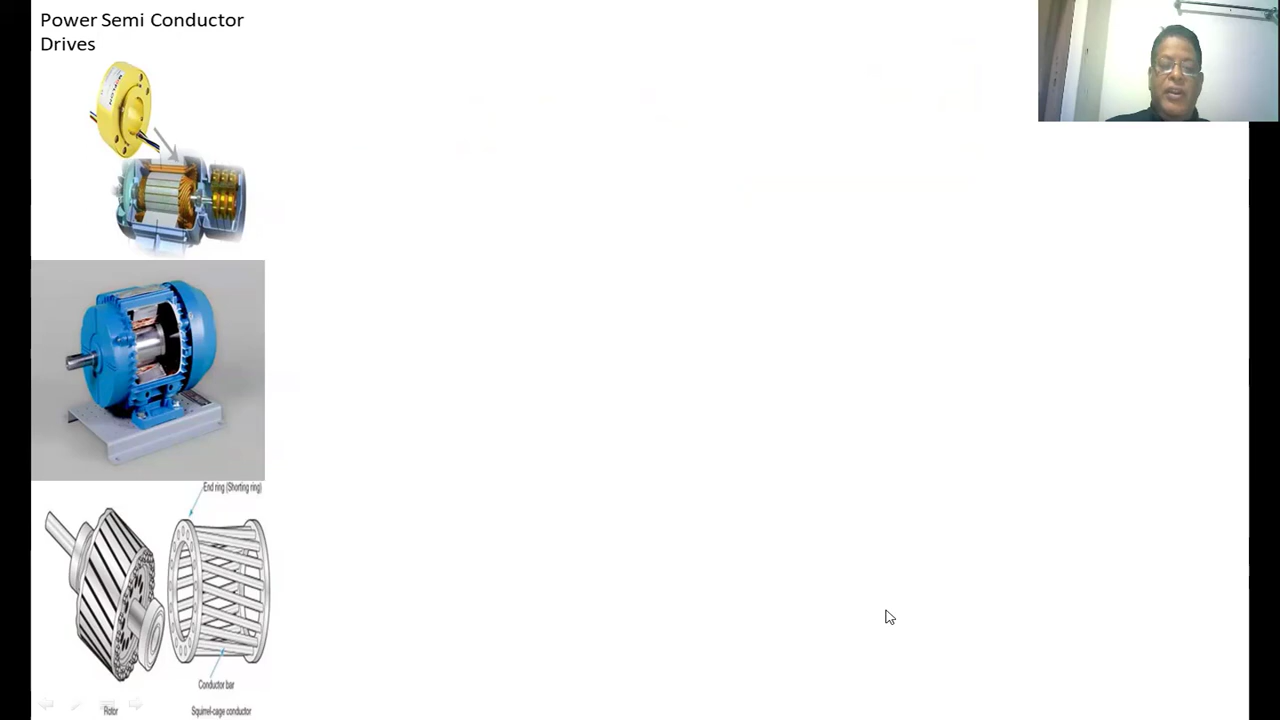 Power Semi Conductor
Drives
End ring (Shorting ring)
Conductor bar
Rotor
Squirrel-cage conductor